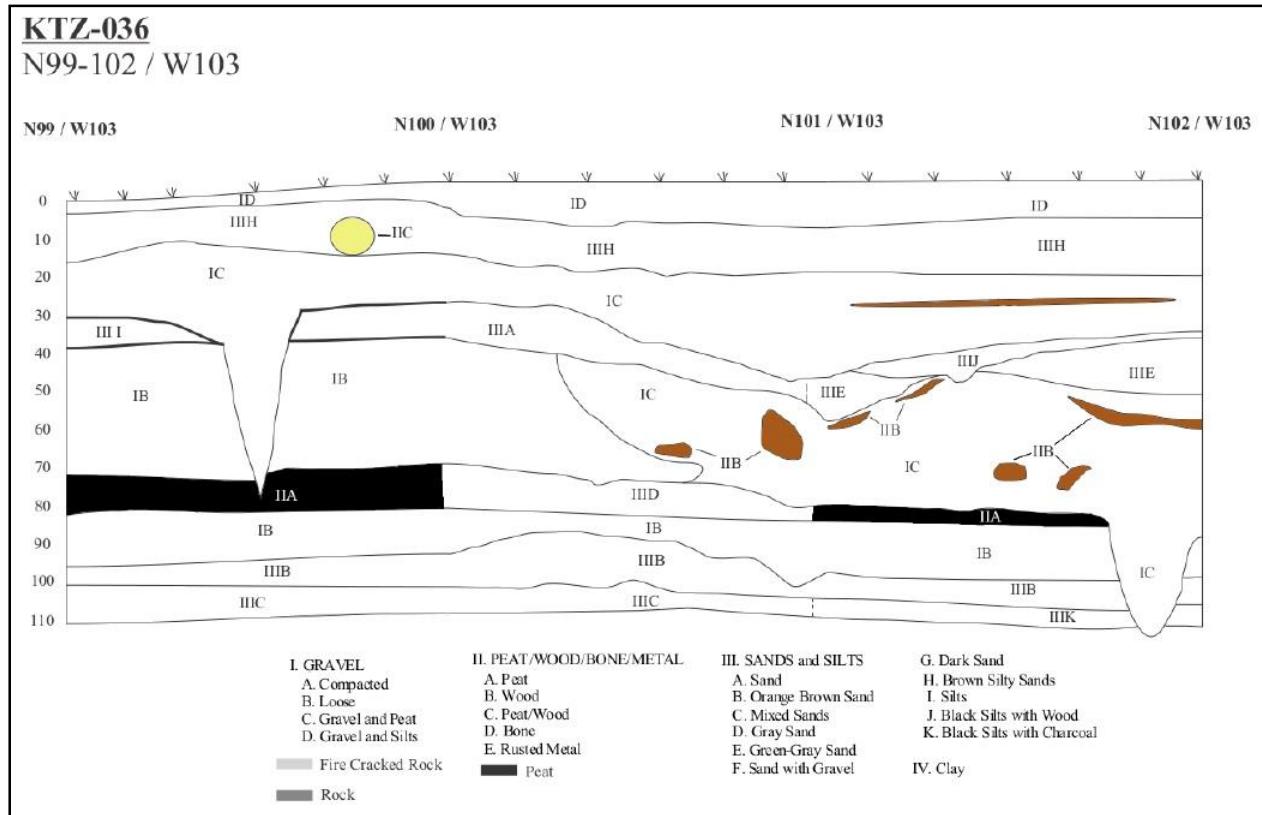 KTZ-036
N99-102 / W103
N99 / W103
N100 / W103
N101 / W103
N102 / W103
0
10
20
30
40
50
60
70
80
90
100
110
ID
ID
ID
IIIH
IIC
IIIH
IIIH
IC
IC
III I
IIIA
IIIJ
IIIE
IIIE
IB
IB
IC
IIB
IIB
IIB
IC
IIA
IIID
IIA
IB
IB
IB
IIIB
IIIB
IIIB
IC
IIIC
IIIC
IIIK
I. GRAVEL
A. Compacted
B. Loose
C. Gravel and Peat
D. Gravel and Silts
Fire Cracked Rock
Rock
II. PEAT/WOOD/BONE/METAL
A. Peat
B. Wood
C. Peat/Wood
D. Bone
E. Rusted Metal
Peat
III. SANDS and SILTS
A. Sand
B. Orange Brown Sand
C. Mixed Sands
D. Gray Sand
E. Green-Gray Sand
F. Sand with Gravel
G. Dark Sand
H. Brown Silty Sands
I. Silts
J. Black Silts with Wood
K. Black Silts with Charcoal
IV. Clay